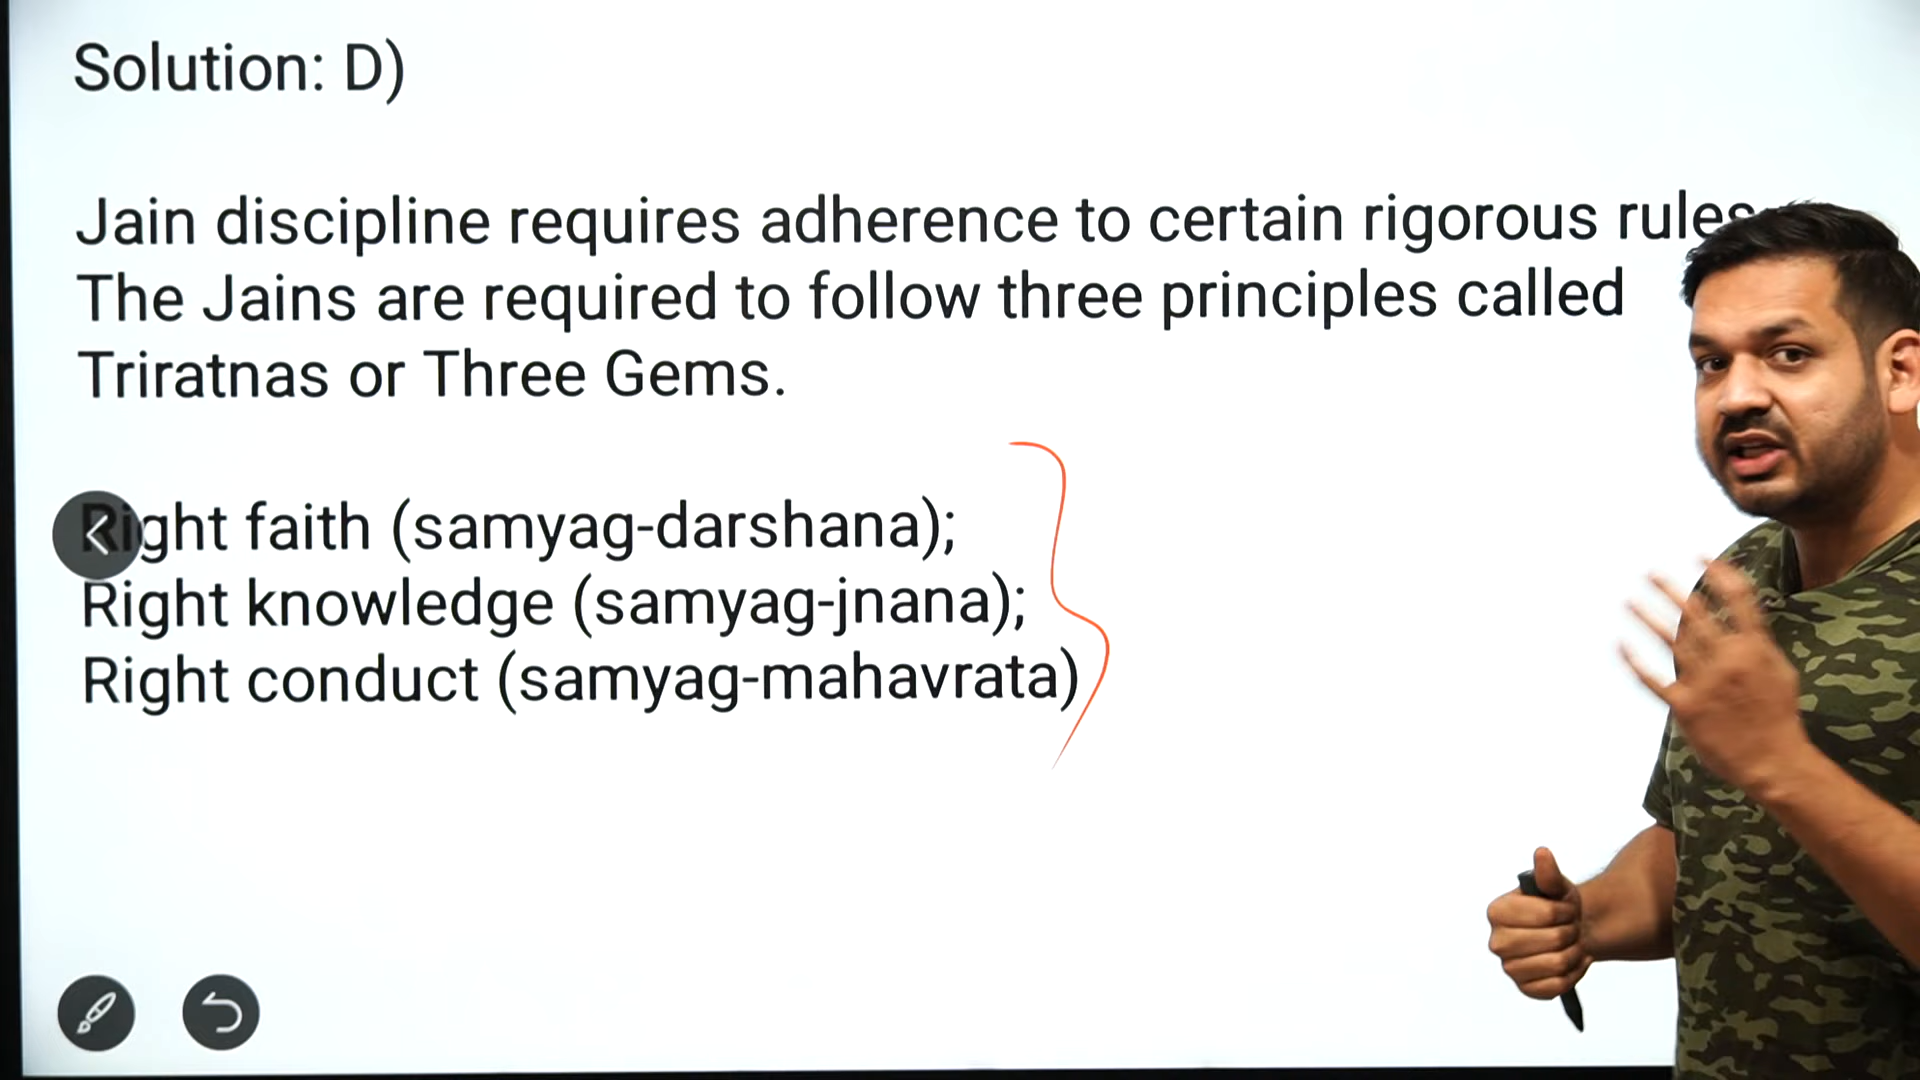 Solution: D)
Jain discipline requires adherence to certain rigorous rules
The Jains are required to follow three principles called
Triratnas or Three Gems.
Right faith (samyag-darshana);
Right knowledge (samyag-jnana);
Right conduct (samyag-mahavrata)